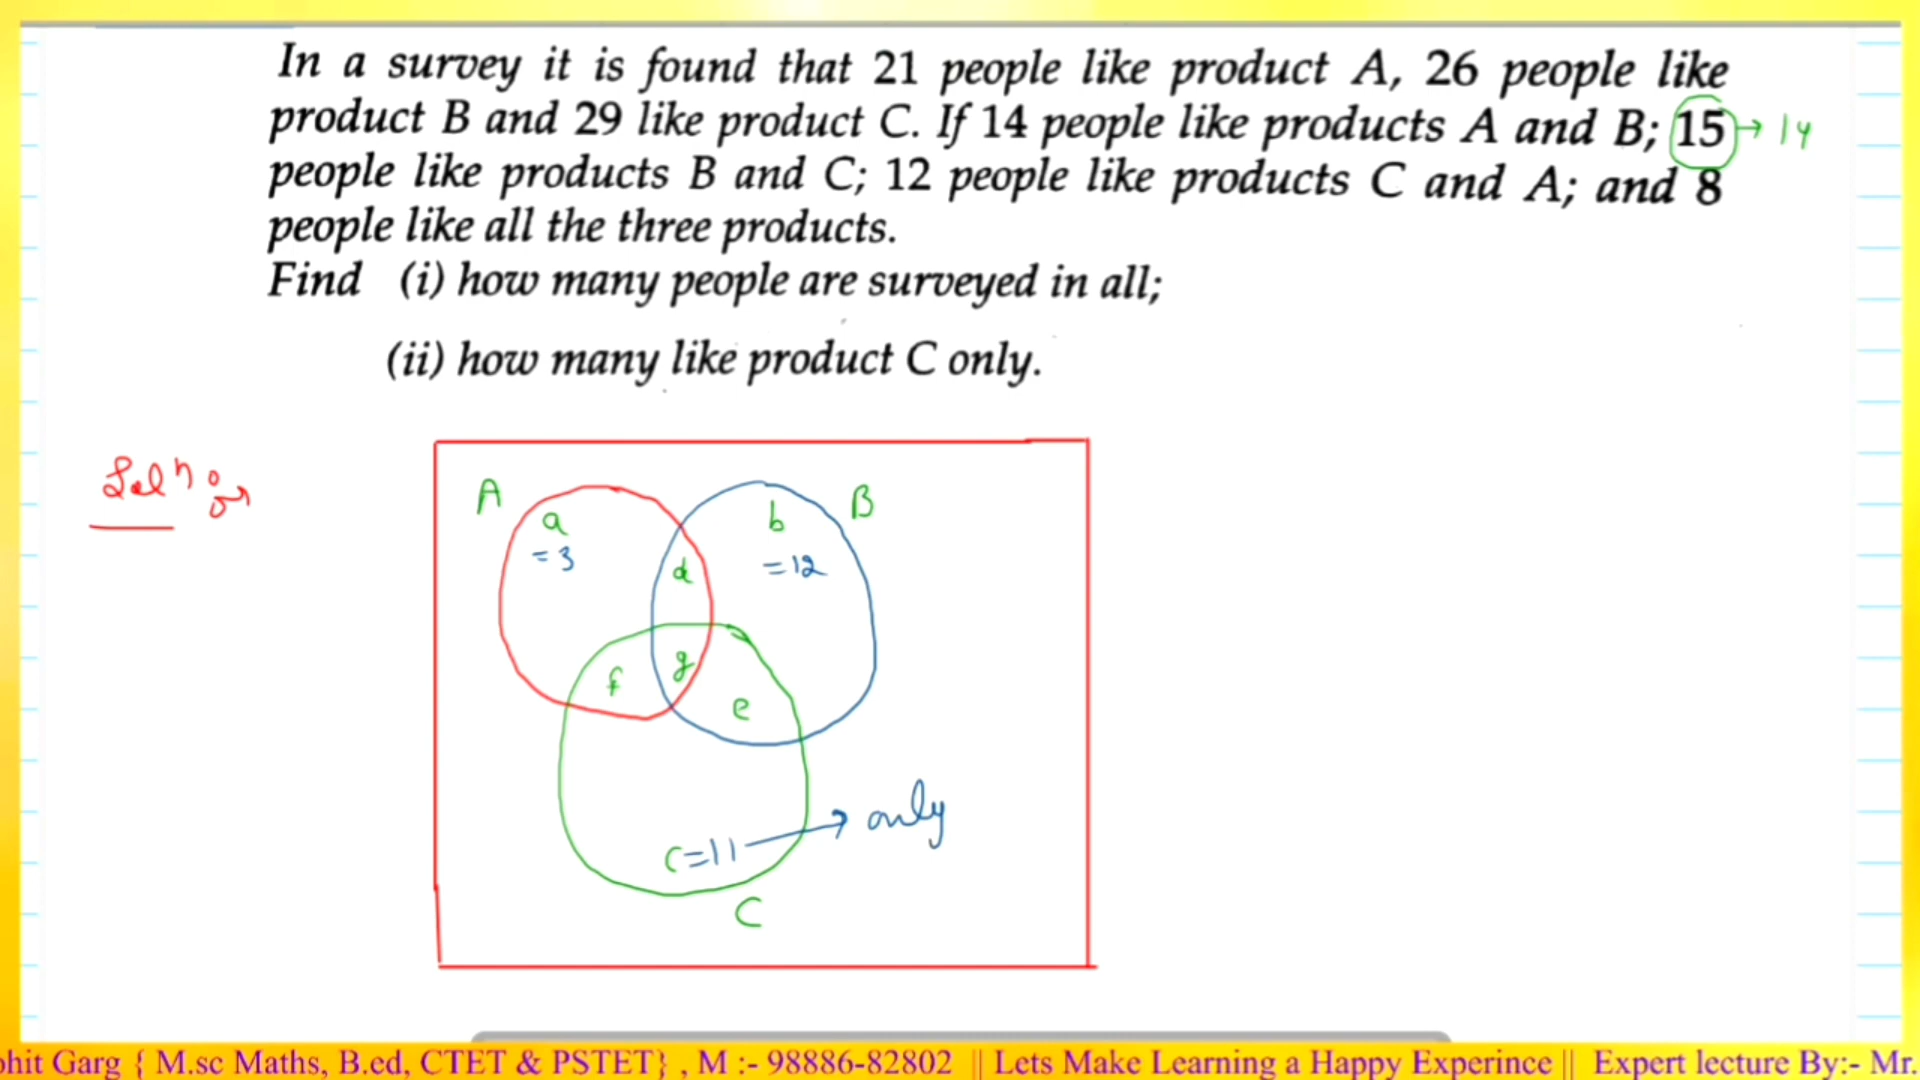 In a survey it is found that 21 people like product A, 26 people like
product B and 29 like product C. If 14 people like products A and B; 15 → 14
people like products B and C; 12 people like products C and A; and 8
people like all the three products.
Find (i) how many people are surveyed in all;
(ii) how many like product C only.
Solⁿ :→
A
B
a
= 3
b
= 12
d
f
g
e
c=11 → only
C
ohit Garg { M.sc Maths, B.ed, CTET & PSTET} , M :- 98886-82802 || Lets Make Learning a Happy Experince || Expert lecture By:- Mr.